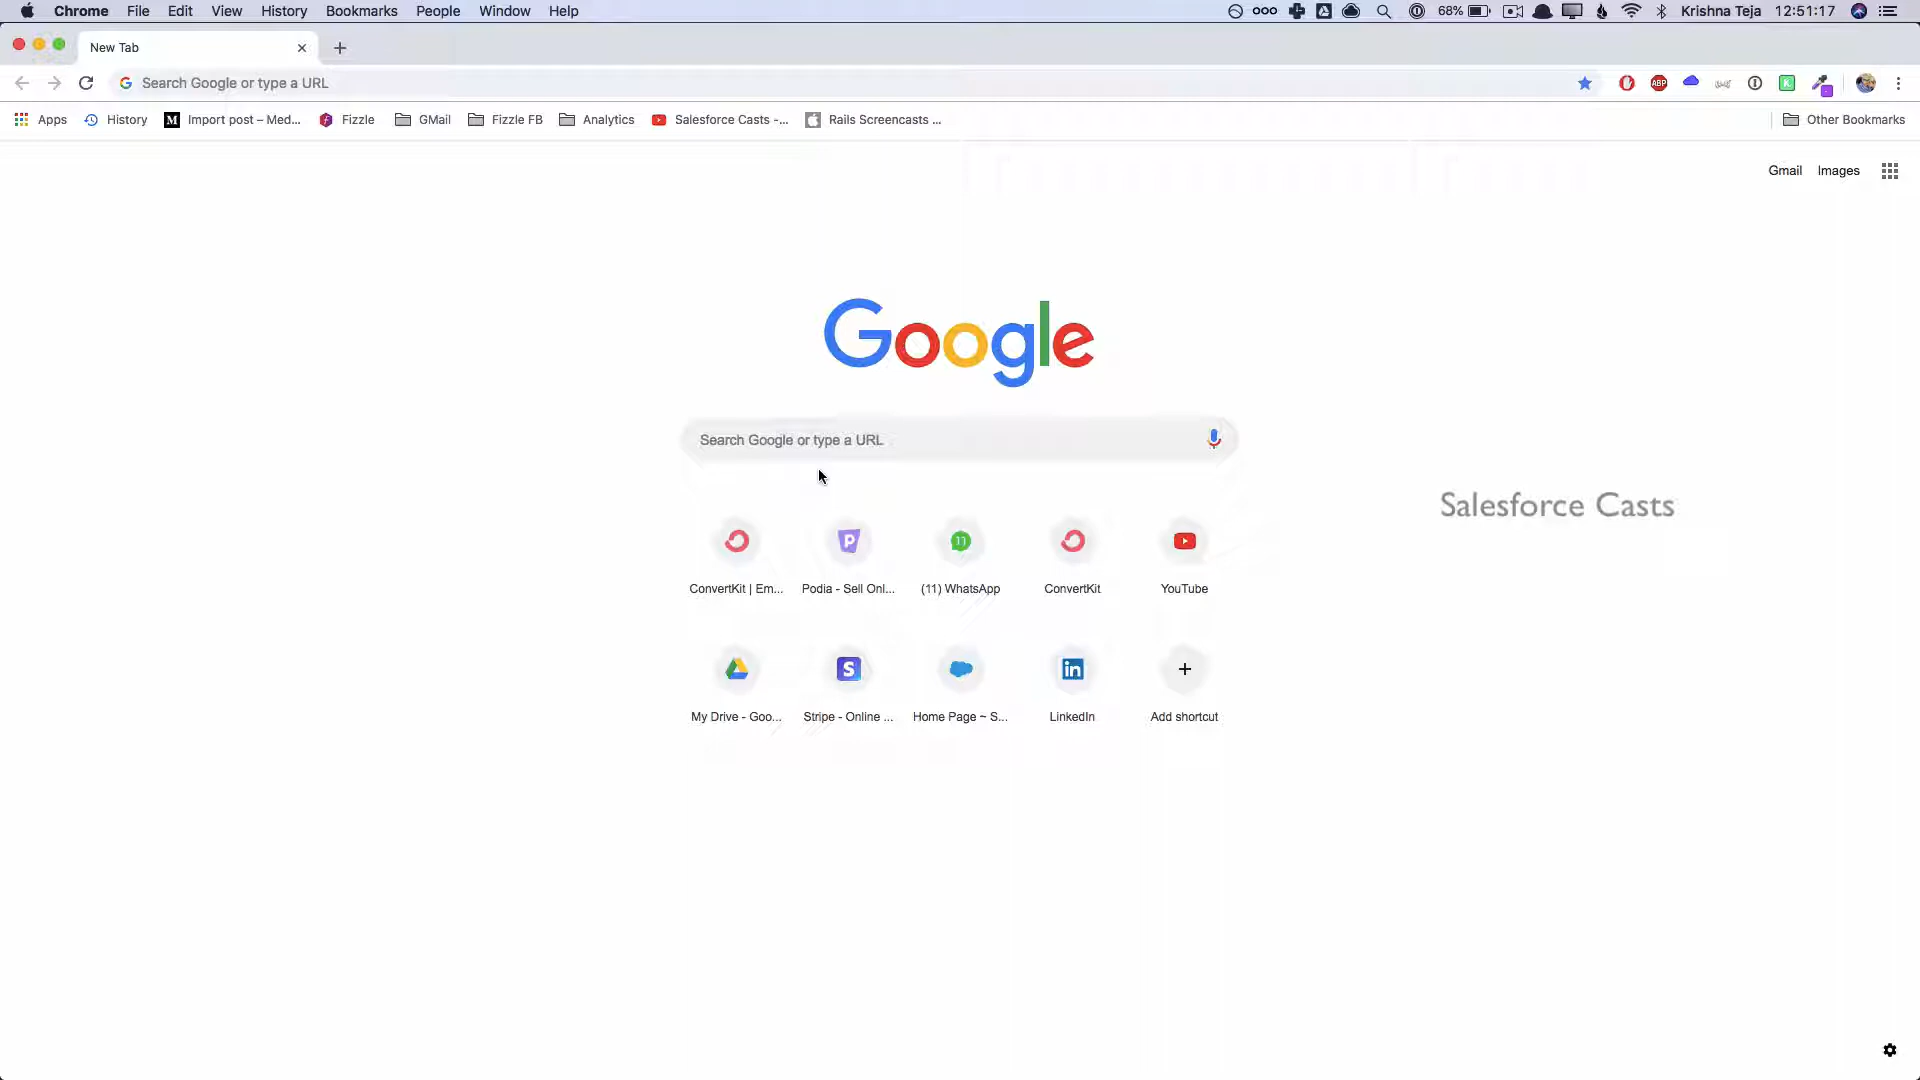 Chrome File Edit View History Bookmarks People Window Help 68% Krishna Teja 12:51:17
New Tab
Search Google or type a URL ABP
Apps History Import post – Med... Fizzle GMail Fizzle FB Analytics Salesforce Casts -... Rails Screencasts ... Other Bookmarks
Gmail Images
Google
Search Google or type a URL
Salesforce Casts
ConvertKit | Em... Podia - Sell Onl... (11) WhatsApp ConvertKit YouTube
My Drive - Goo... Stripe - Online ... Home Page ~ S... LinkedIn Add shortcut